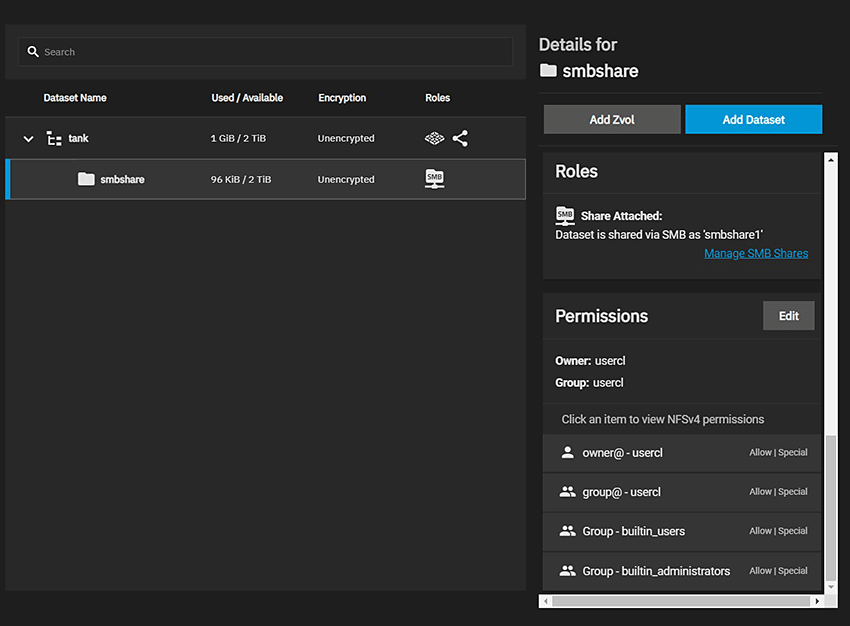 Search
Dataset Name Used / Available Encryption Roles
tank 1 GiB / 2 TiB Unencrypted
smbshare 96 KiB / 2 TiB Unencrypted SMB
Details for
smbshare
Add Zvol Add Dataset
Roles
SMB Share Attached:
Dataset is shared via SMB as 'smbshare1'
Manage SMB Shares
Permissions Edit
Owner: usercl
Group: usercl
Click an item to view NFSv4 permissions
owner@ - usercl Allow | Special
group@ - usercl Allow | Special
Group - builtin_users Allow | Special
Group - builtin_administrators Allow | Special